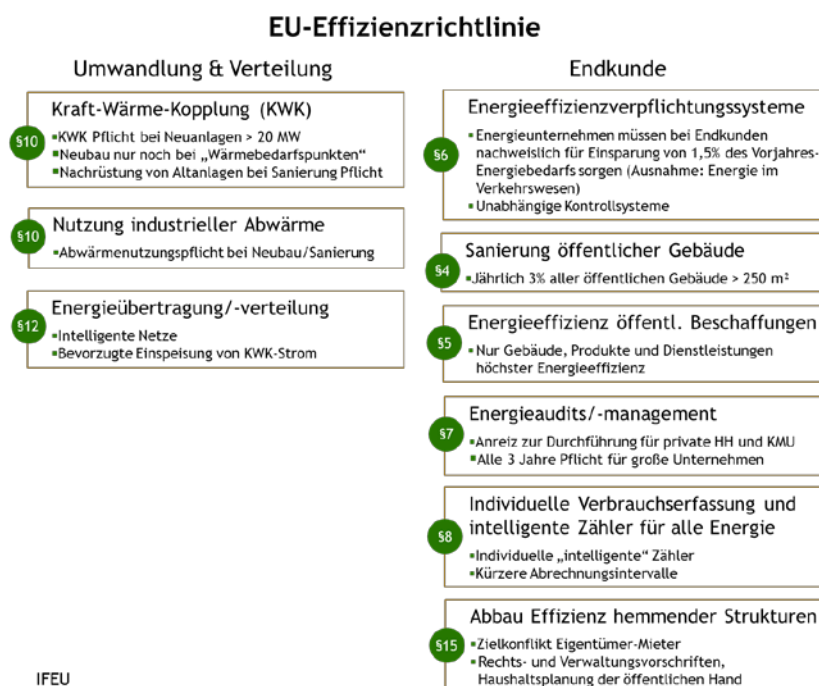 EU-Effizienzrichtlinie
Umwandlung & Verteilung
Kraft-Wärme-Kopplung (KWK)
§10
▪KWK Pflicht bei Neuanlagen > 20 MW
▪Neubau nur noch bei „Wärmebedarfspunkten“
▪Nachrüstung von Altanlagen bei Sanierung Pflicht
Nutzung industrieller Abwärme
§10
▪Abwärmenutzungspflicht bei Neubau/Sanierung
Energieübertragung/-verteilung
§12
▪Intelligente Netze
▪Bevorzugte Einspeisung von KWK-Strom
Endkunde
Energieeffizienzverpflichtungssysteme
§6
▪Energieunternehmen müssen bei Endkunden
nachweislich für Einsparung von 1,5% des Vorjahres-
Energiebedarfs sorgen (Ausnahme: Energie im
Verkehrswesen)
▪Unabhängige Kontrollsysteme
Sanierung öffentlicher Gebäude
§4
▪Jährlich 3% aller öffentlichen Gebäude > 250 m²
Energieeffizienz öffentl. Beschaffungen
§5
▪Nur Gebäude, Produkte und Dienstleistungen
höchster Energieeffizienz
Energieaudits/-management
§7
▪Anreiz zur Durchführung für private HH und KMU
▪Alle 3 Jahre Pflicht für große Unternehmen
Individuelle Verbrauchserfassung und
intelligente Zähler für alle Energie
§8
▪Individuelle „intelligente“ Zähler
▪Kürzere Abrechnungsintervalle
Abbau Effizienz hemmender Strukturen
§15
▪Zielkonflikt Eigentümer-Mieter
▪Rechts- und Verwaltungsvorschriften,
Haushaltsplanung der öffentlichen Hand
IFEU